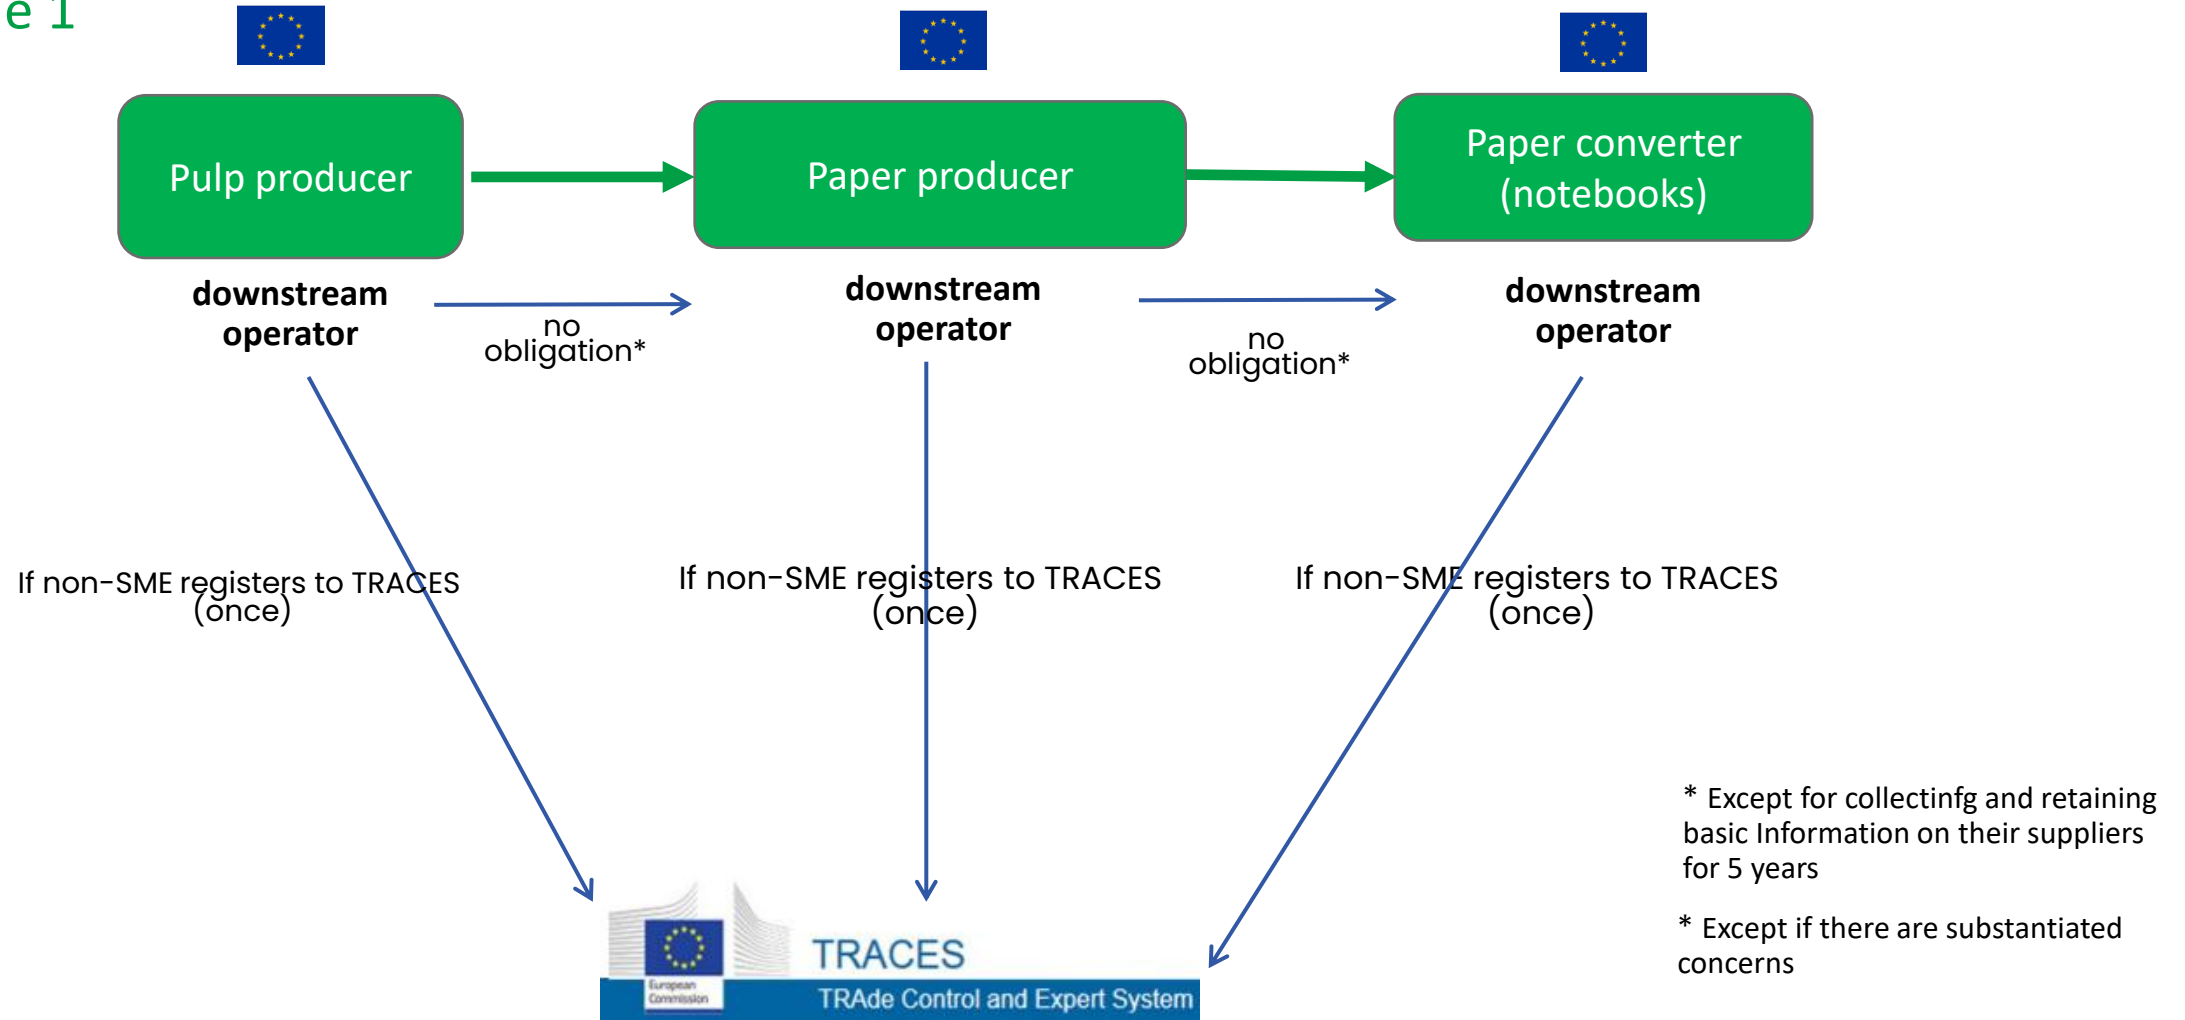 e 1
Pulp producer
Paper producer
Paper converter
(notebooks)
downstream
operator
no
obligation*
downstream
operator
no
obligation*
downstream
operator
If non-SME registers to TRACES
(once)
If non-SME registers to TRACES
(once)
If non-SME registers to TRACES
(once)
* Except for collectinfg and retaining
basic Information on their suppliers
for 5 years
* Except if there are substantiated
concerns
European
Commission
TRACES
TRAde Control and Expert System